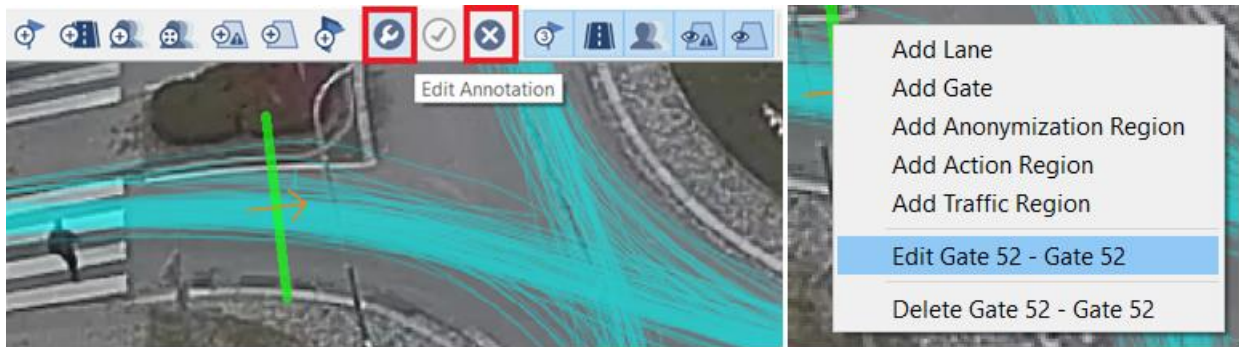 3
Edit Annotation
Add Lane
Add Gate
Add Anonymization Region
Add Action Region
Add Traffic Region
Edit Gate 52 - Gate 52
Delete Gate 52 - Gate 52